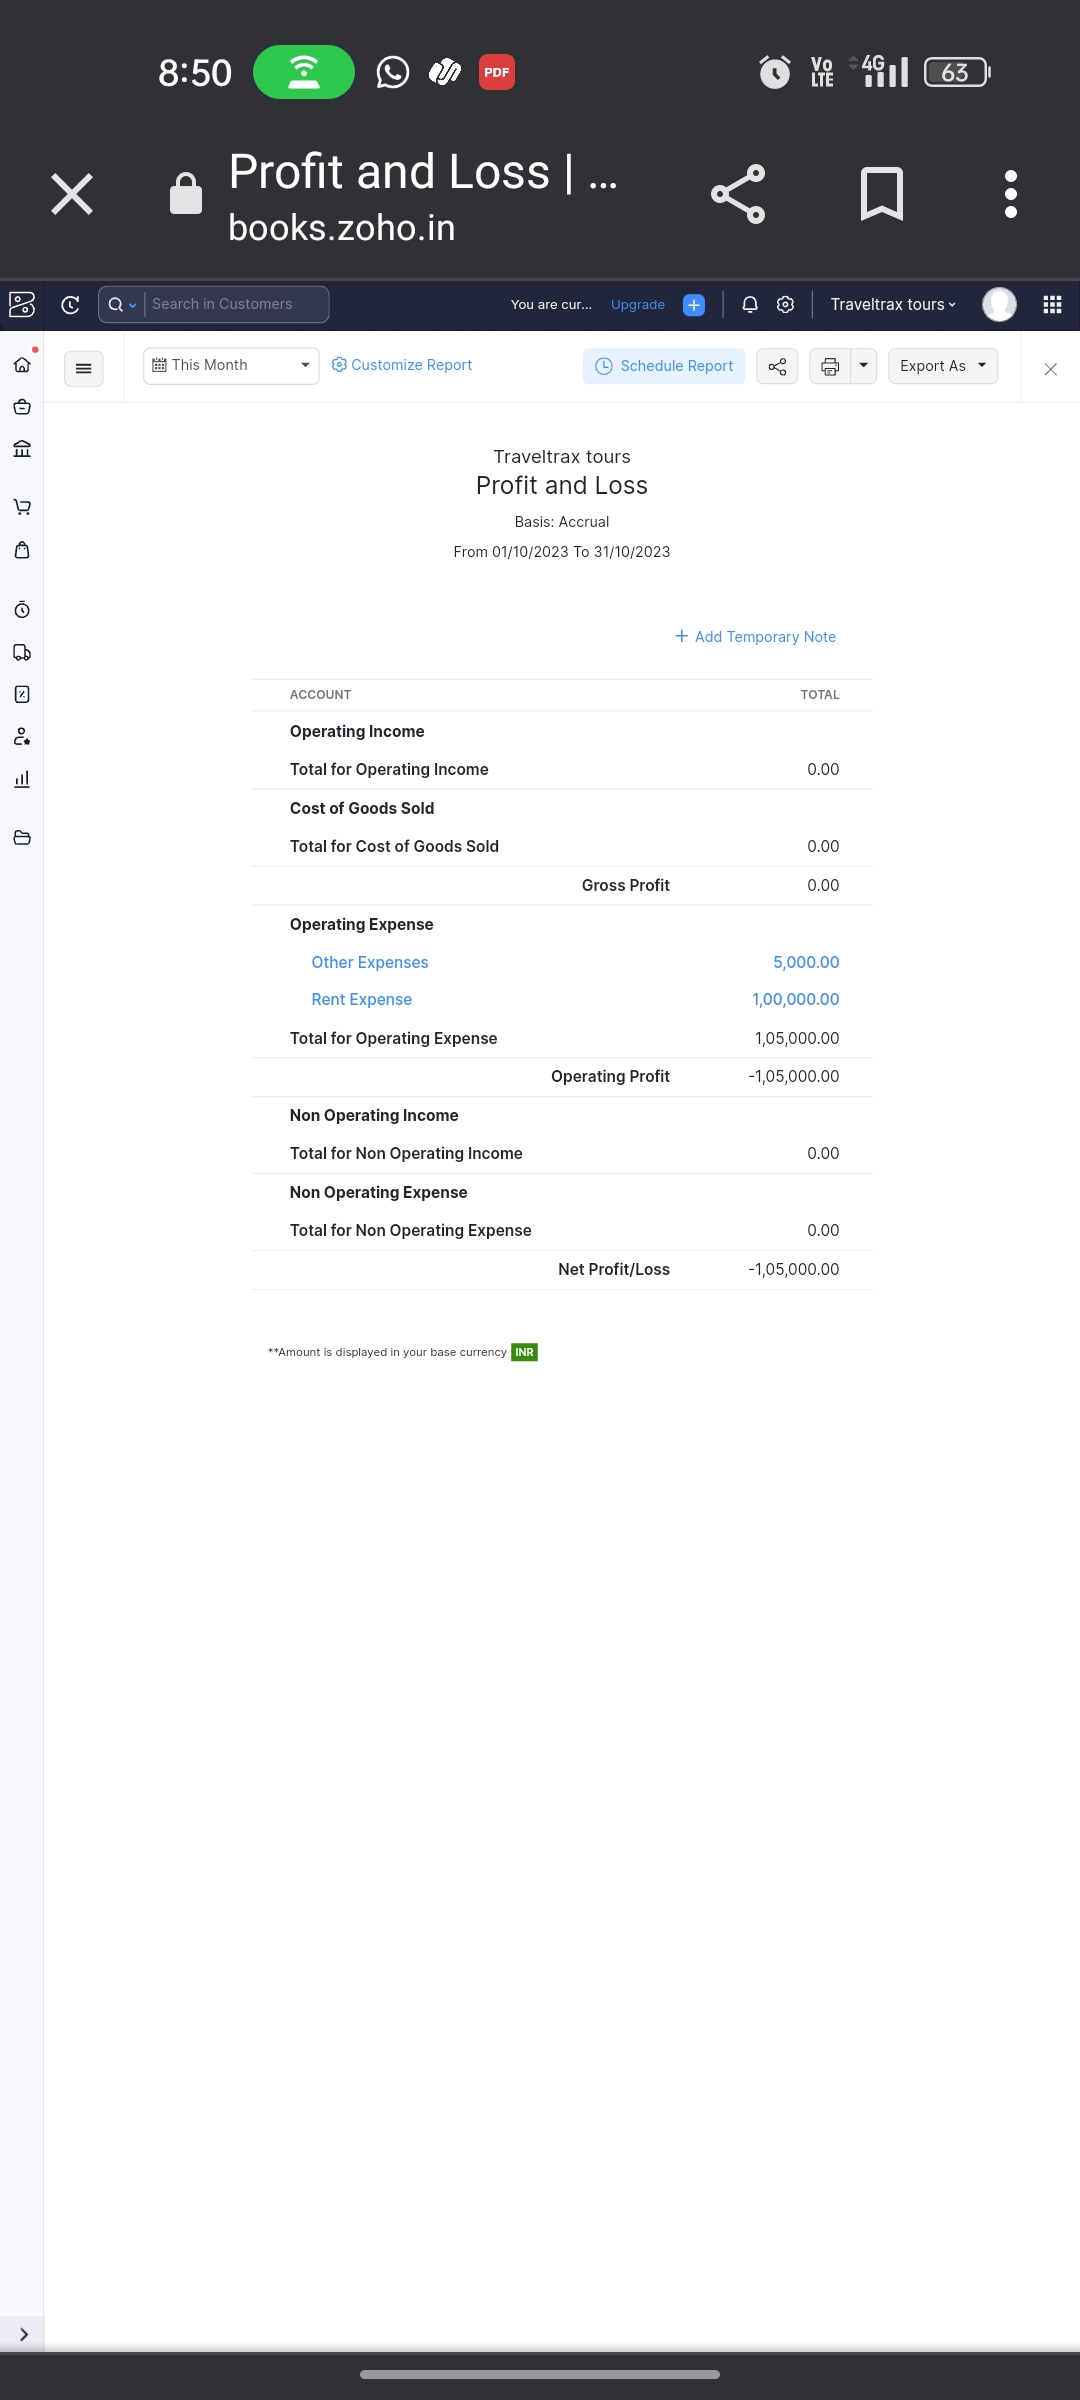 8:50
PDF
Vo
LTE
4G
63
Profit and Loss | ...
books.zoho.in
Search in Customers
You are cur...
Upgrade
Traveltrax tours
This Month
Customize Report
Schedule Report
Export As
Traveltrax tours
Profit and Loss
Basis: Accrual
From 01/10/2023 To 31/10/2023
+ Add Temporary Note
ACCOUNT TOTAL
Operating Income
Total for Operating Income 0.00
Cost of Goods Sold
Total for Cost of Goods Sold 0.00
Gross Profit 0.00
Operating Expense
Other Expenses 5,000.00
Rent Expense 1,00,000.00
Total for Operating Expense 1,05,000.00
Operating Profit -1,05,000.00
Non Operating Income
Total for Non Operating Income 0.00
Non Operating Expense
Total for Non Operating Expense 0.00
Net Profit/Loss -1,05,000.00
**Amount is displayed in your base currency INR